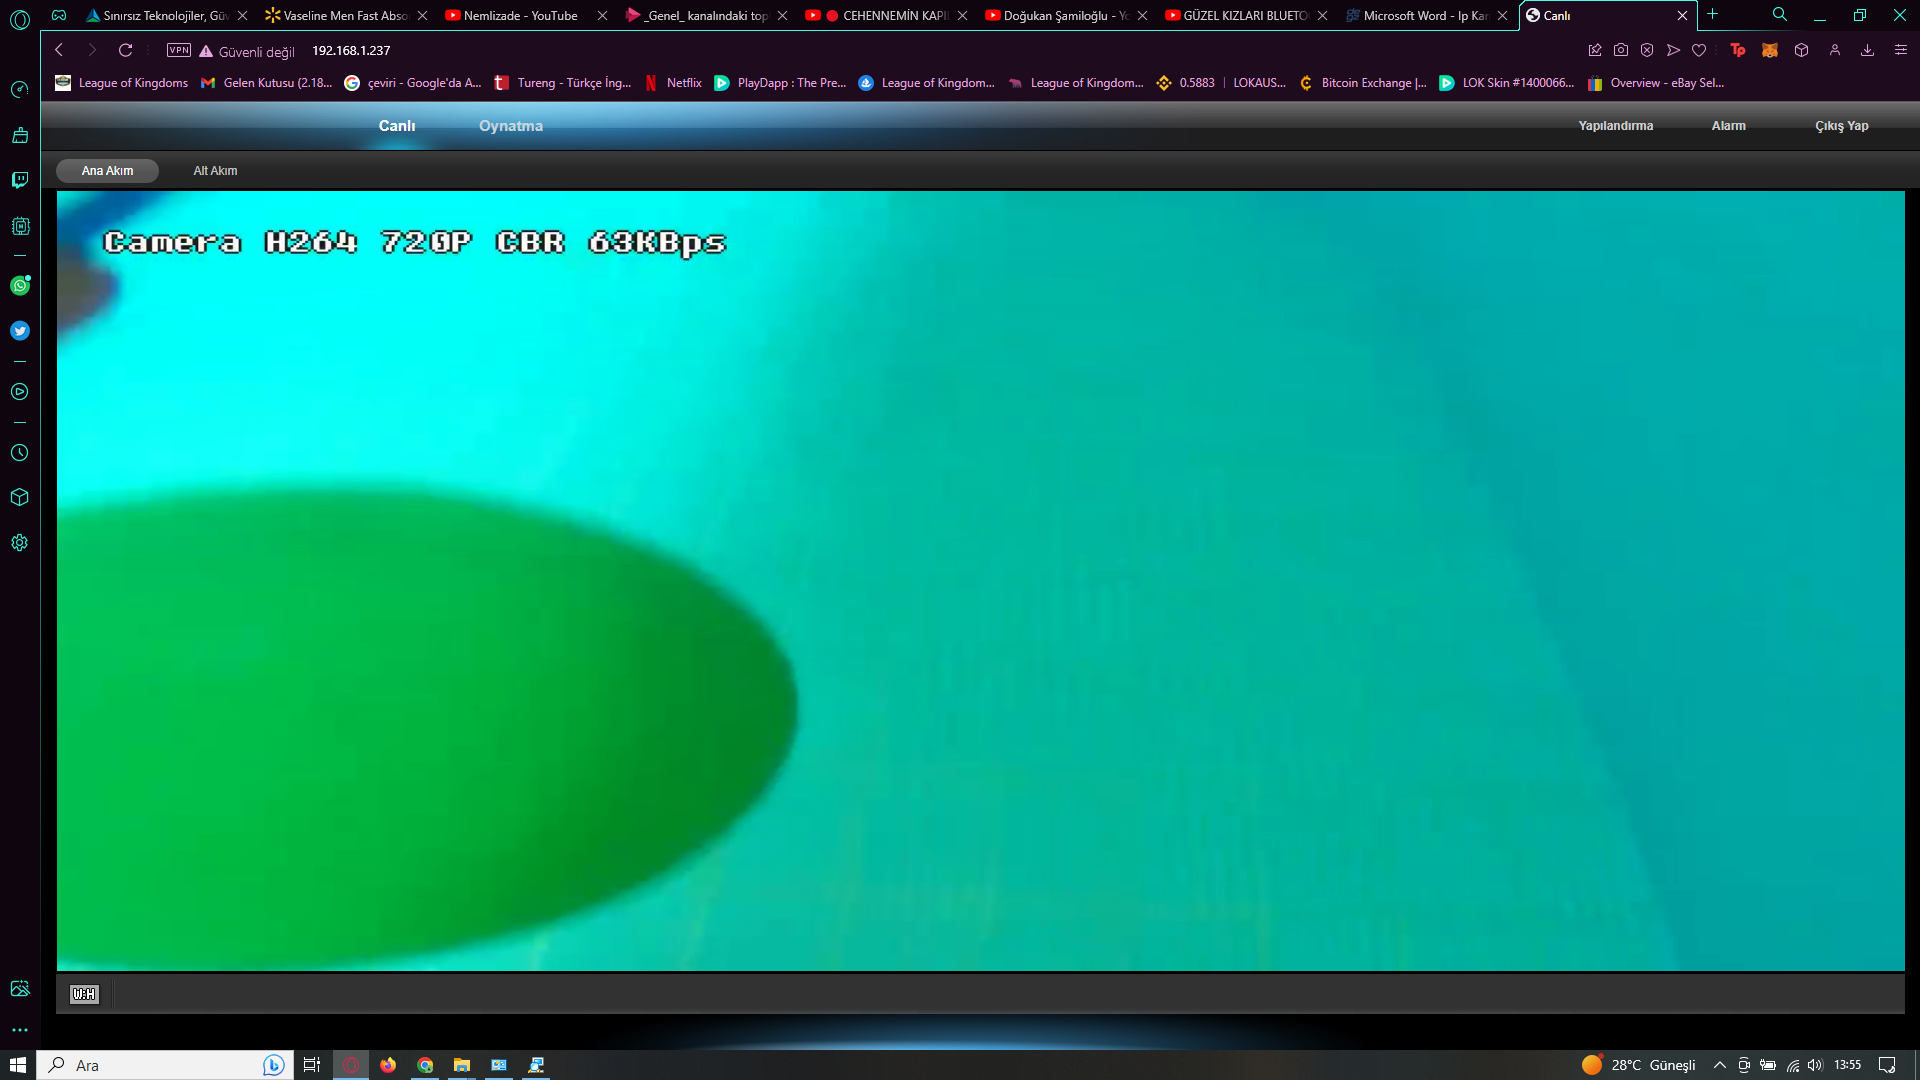 Sınırsız Teknolojiler, Güv
Vaseline Men Fast Abso
Nemlizade - YouTube
_Genel_ kanalındaki top
CEHENNEMİN KAPI
Doğukan Şamiloğlu - Yo
GÜZEL KIZLARI BLUETO
Microsoft Word - Ip Kam
Canlı
VPN
Güvenli değil
192.168.1.237
League of Kingdoms
Gelen Kutusu (2.18...
çeviri - Google'da A...
Tureng - Türkçe İng...
Netflix
PlayDapp : The Pre...
League of Kingdom...
League of Kingdom...
0.5883 | LOKAUS...
Bitcoin Exchange |...
LOK Skin #1400066...
Overview - eBay Sel...
Canlı
Oynatma
Yapılandırma
Alarm
Çıkış Yap
Ana Akım
Alt Akım
Camera H264 720P CBR 63KBps
W:H
Ara
28°C Güneşli
13:55